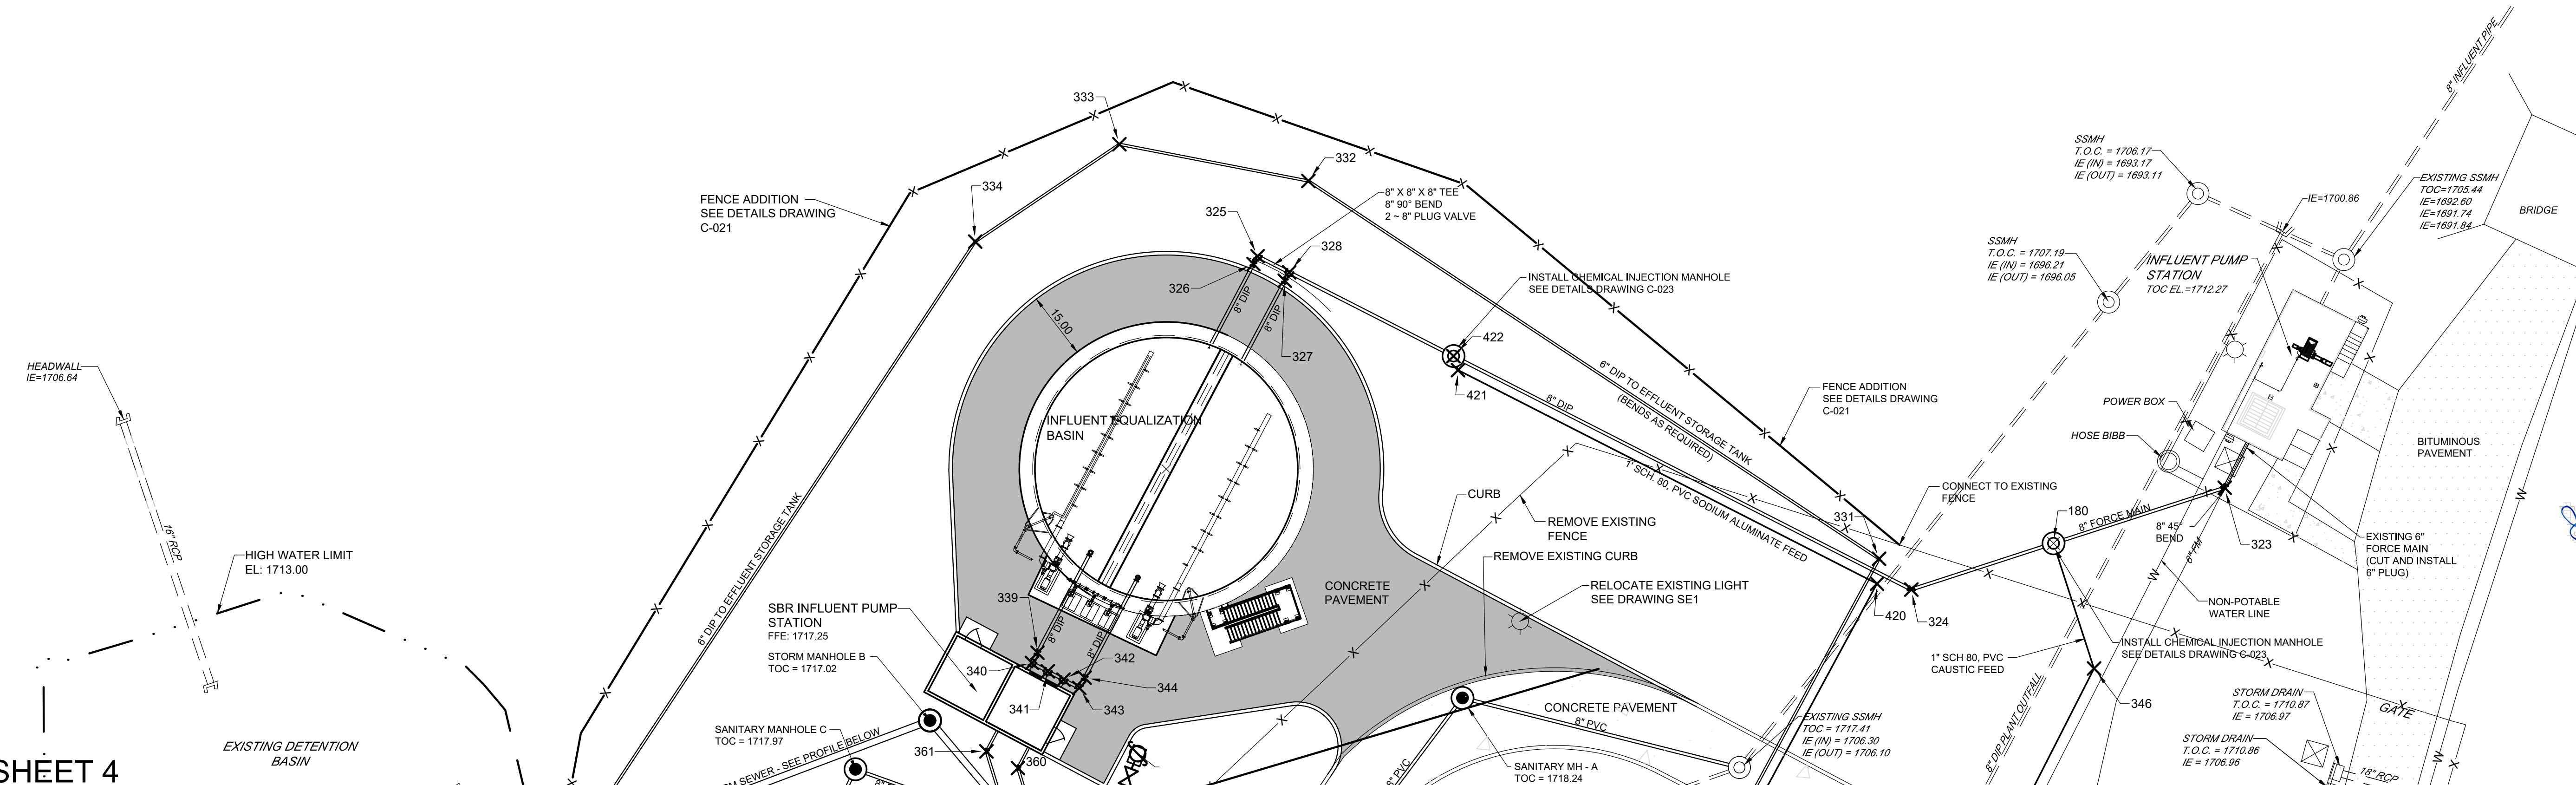 8" INFLUENT PIPE
333
332
334
FENCE ADDITION
SEE DETAILS DRAWING
C-021
325
8" X 8" X 8" TEE
8" 90° BEND
2 ~ 8" PLUG VALVE
328
326
327
8" DIP
8" DIP
15.00
INSTALL CHEMICAL INJECTION MANHOLE
SEE DETAILS DRAWING C-023
422
421
SSMH
T.O.C. = 1706.17
IE (IN) = 1693.17
IE (OUT) = 1693.11
EXISTING SSMH
TOC=1705.44
IE=1692.60
IE=1691.74
IE=1691.84
BRIDGE
IE=1700.86
SSMH
T.O.C. = 1707.19
IE (IN) = 1696.21
IE (OUT) = 1696.05
INFLUENT PUMP
STATION
TOC EL.=1712.27
HEADWALL
IE=1706.64
16" RCP
INFLUENT EQUALIZATION
BASIN
8" DIP
6" DIP TO EFFLUENT STORAGE TANK
(BENDS AS REQUIRED)
1' SCH. 80, PVC SODIUM ALUMINATE FEED
FENCE ADDITION
SEE DETAILS DRAWING
C-021
POWER BOX
HOSE BIBB
BITUMINOUS
PAVEMENT
CURB
REMOVE EXISTING
FENCE
REMOVE EXISTING CURB
RELOCATE EXISTING LIGHT
SEE DRAWING SE1
CONCRETE
PAVEMENT
CONNECT TO EXISTING
FENCE
331
420
324
180
8" FORCE MAIN
8" 45°
BEND
323
6" FM
EXISTING 6"
FORCE MAIN
(CUT AND INSTALL
6" PLUG)
NON-POTABLE
WATER LINE
INSTALL CHEMICAL INJECTION MANHOLE
SEE DETAILS DRAWING C-023
1" SCH 80, PVC
CAUSTIC FEED
346
6" DIP TO EFFLUENT STORAGE TANK
HIGH WATER LIMIT
EL: 1713.00
SBR INFLUENT PUMP
STATION
FFE: 1717.25
STORM MANHOLE B
TOC = 1717.02
SANITARY MANHOLE C
TOC = 1717.97
339
8" DIP
8" DIP
340
342
344
341
343
361
360
EXISTING DETENTION
BASIN
SHEET 4
SEWER - SEE PROFILE BELOW
CONCRETE PAVEMENT
8" PVC
8" PVC
SANITARY MH - A
TOC = 1718.24
EXISTING SSMH
TOC = 1717.41
IE (IN) = 1706.30
IE (OUT) = 1706.10
8" DIP PLANT OUTFALL
STORM DRAIN
T.O.C. = 1710.87
IE = 1706.97
GATE
STORM DRAIN
T.O.C. = 1710.86
IE = 1706.96
18" RCP